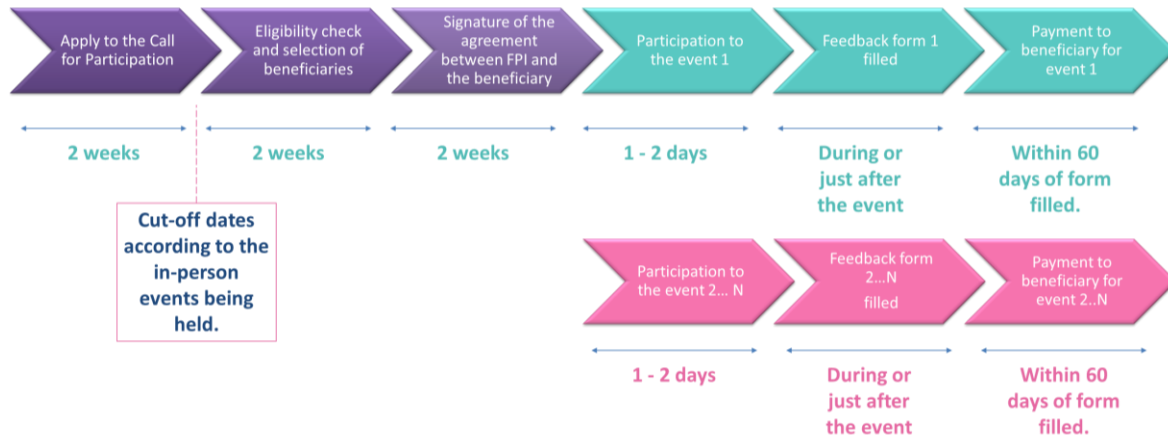 Apply to the Call
for Participation
Eligibility check
and selection of
beneficiaries
Signature of the
agreement
between FPI and
the beneficiary
Participation to
the event 1
Feedback form 1
filled
Payment to
beneficiary for
event 1
2 weeks
2 weeks
2 weeks
1 - 2 days
During or
just after
the event
Within 60
days of form
filled.
Cut-off dates
according to the
in-person
events being
held.
Participation to
the event 2... N
Feedback form
2...N
filled
Payment to
beneficiary for
event 2..N
1 - 2 days
During or
just after
the event
Within 60
days of form
filled.